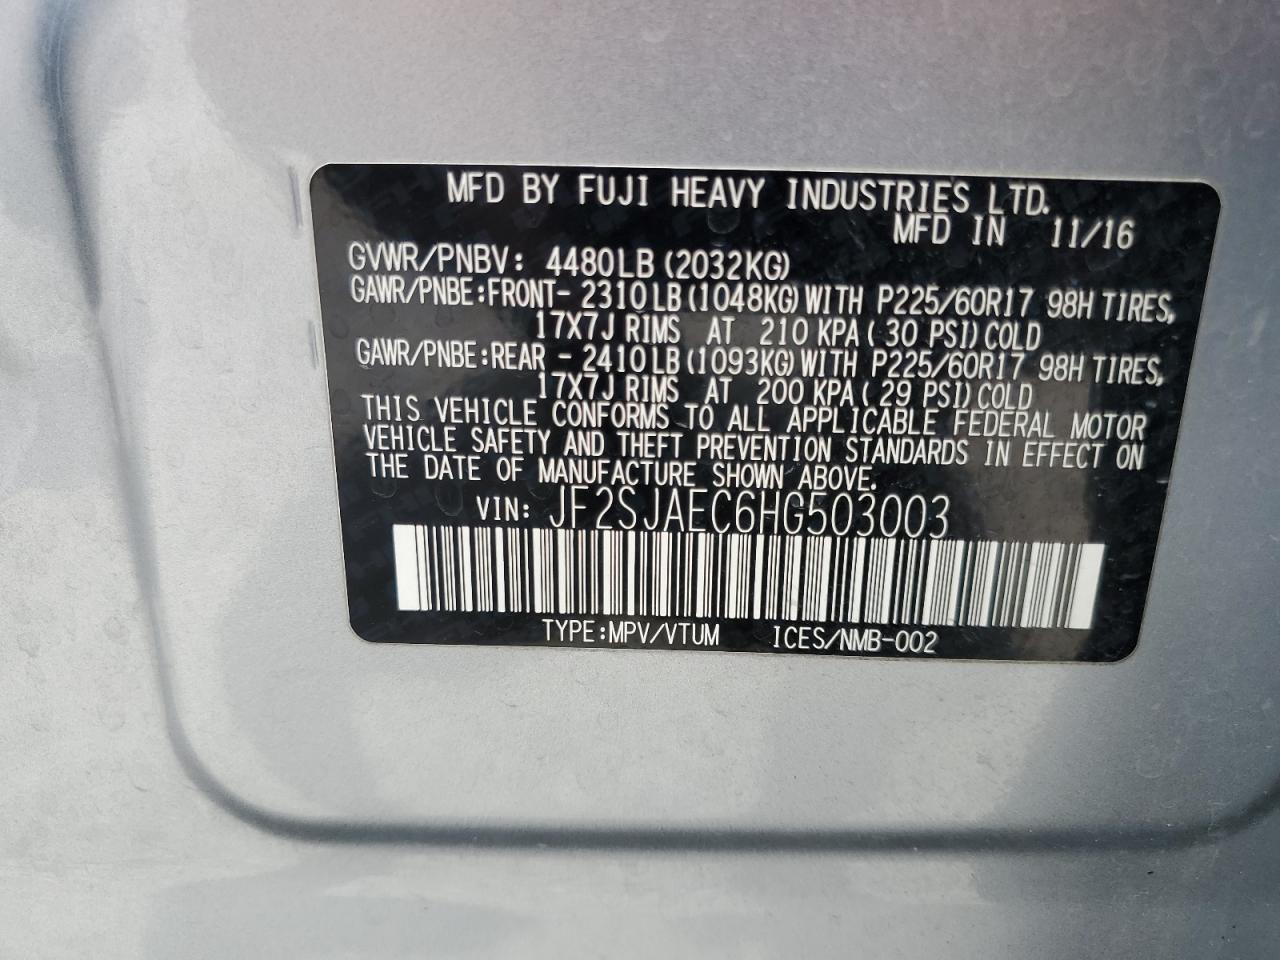 MFD BY FUJI HEAVY INDUSTRIES LTD.
MFD IN 11/16
GVWR/PNBV: 4480LB (2032KG)
GAWR/PNBE:FRONT- 2310LB (1048KG) WITH P225/60R17 98H TIRES,
17X7J RIMS AT 210 KPA ( 30 PSI) COLD
GAWR/PNBE:REAR - 2410LB (1093KG) WITH P225/60R17 98H TIRES,
17X7J RIMS AT 200 KPA ( 29 PSI) COLD
THIS VEHICLE CONFORMS TO ALL APPLICABLE FEDERAL MOTOR
VEHICLE SAFETY AND THEFT PREVENTION STANDARDS IN EFFECT ON
THE DATE OF MANUFACTURE SHOWN ABOVE.
VIN: JF2SJAEC6HG503003
TYPE:MPV/VTUM ICES/NMB-002